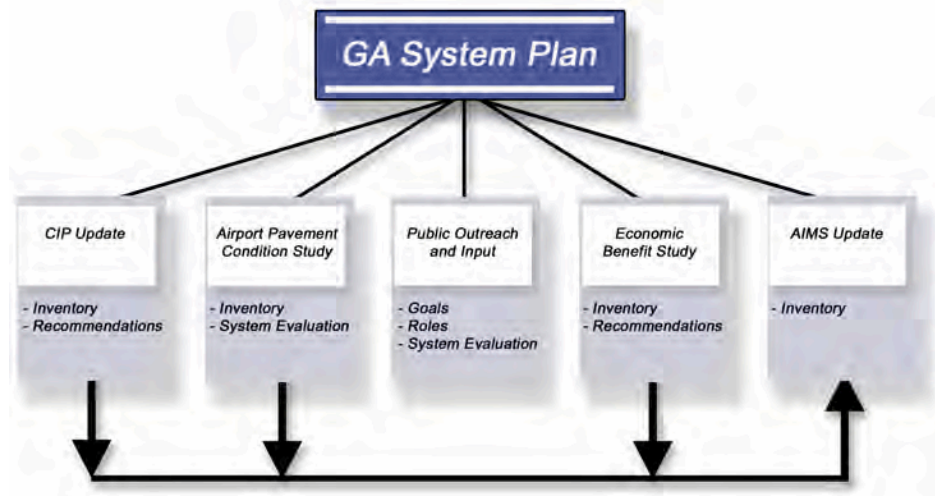 GA System Plan
CIP Update
- Inventory
- Recommendations
Airport Pavement
Condition Study
- Inventory
- System Evaluation
Public Outreach
and Input
- Goals
- Roles
- System Evaluation
Economic
Benefit Study
- Inventory
- Recommendations
AIMS Update
- Inventory